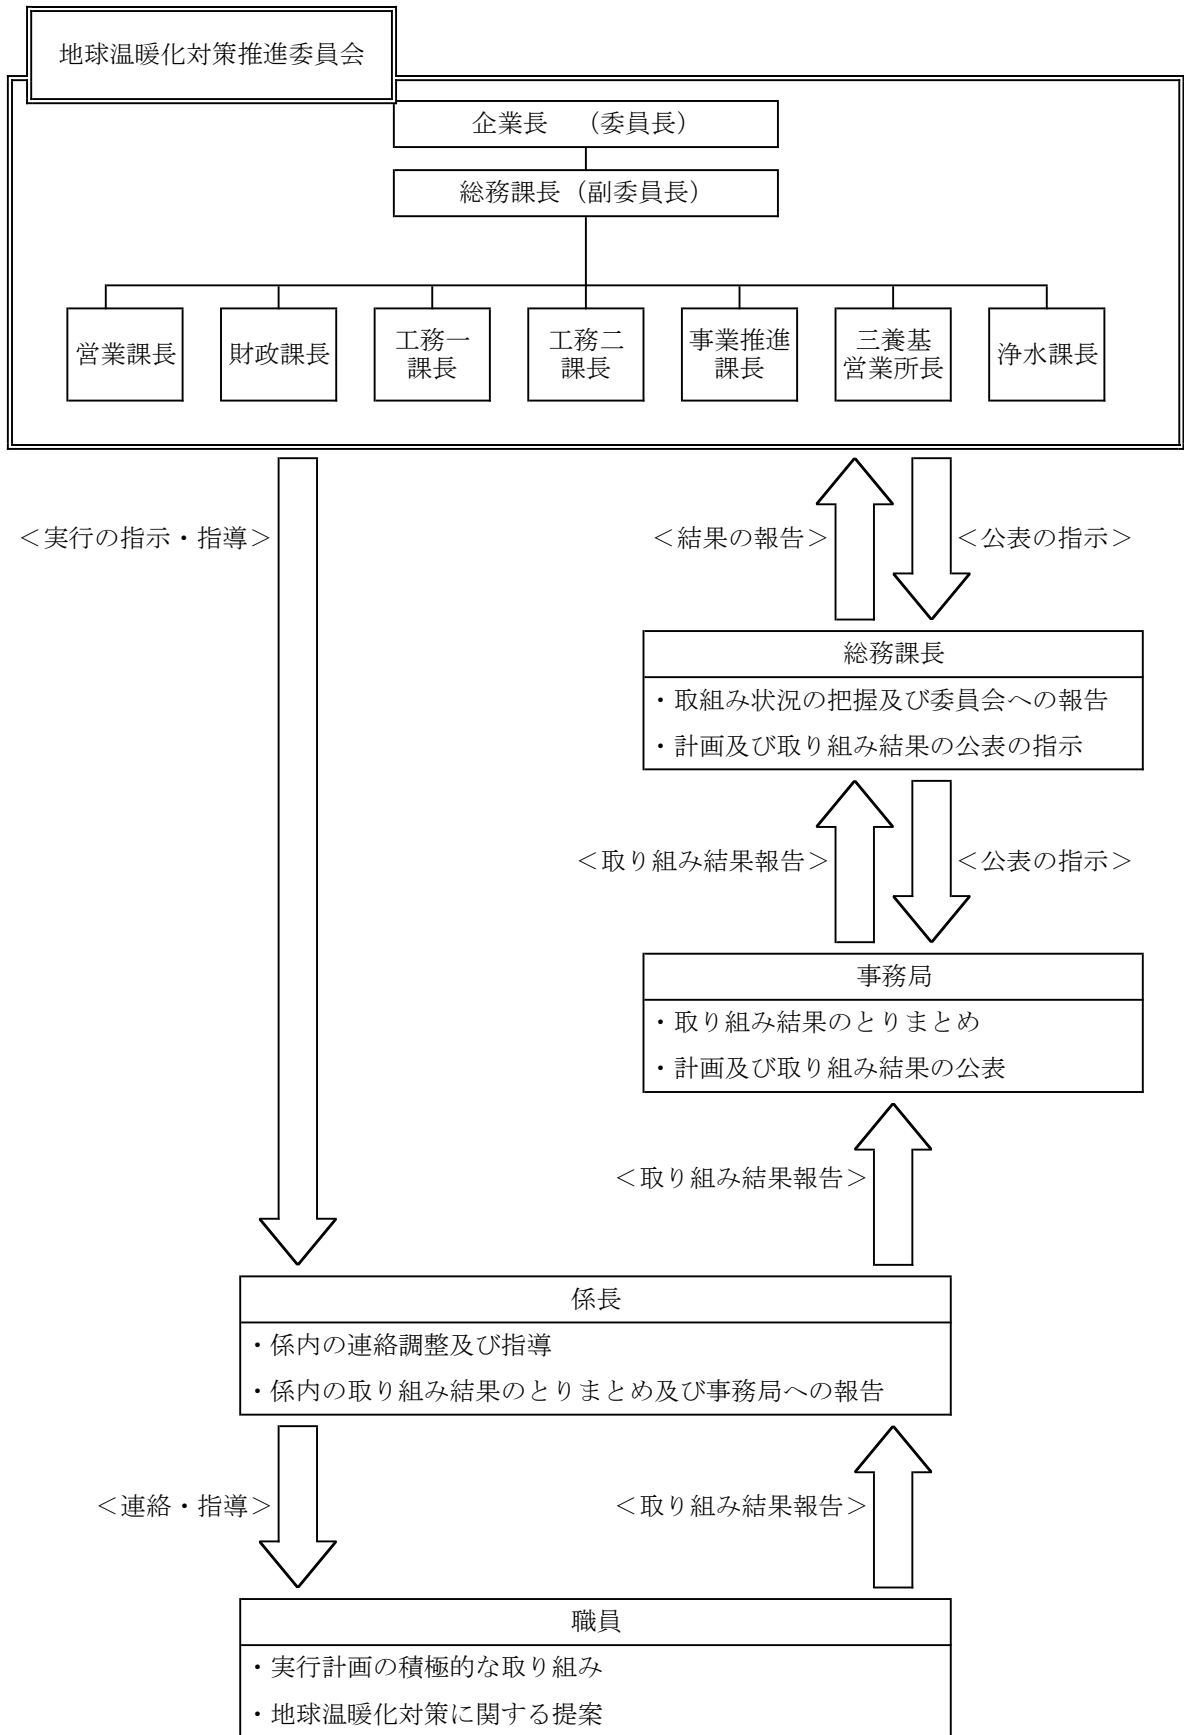 地球温暖化対策推進委員会
企業長　（委員長）
総務課長（副委員長）
営業課長
財政課長
工務一
課長
工務二
課長
事業推進
課長
三養基
営業所長
浄水課長
＜実行の指示・指導＞
＜結果の報告＞
＜公表の指示＞
総務課長
・取組み状況の把握及び委員会への報告
・計画及び取り組み結果の公表の指示
＜取り組み結果報告＞
＜公表の指示＞
事務局
・取り組み結果のとりまとめ
・計画及び取り組み結果の公表
＜取り組み結果報告＞
係長
・係内の連絡調整及び指導
・係内の取り組み結果のとりまとめ及び事務局への報告
＜連絡・指導＞
＜取り組み結果報告＞
職員
・実行計画の積極的な取り組み
・地球温暖化対策に関する提案